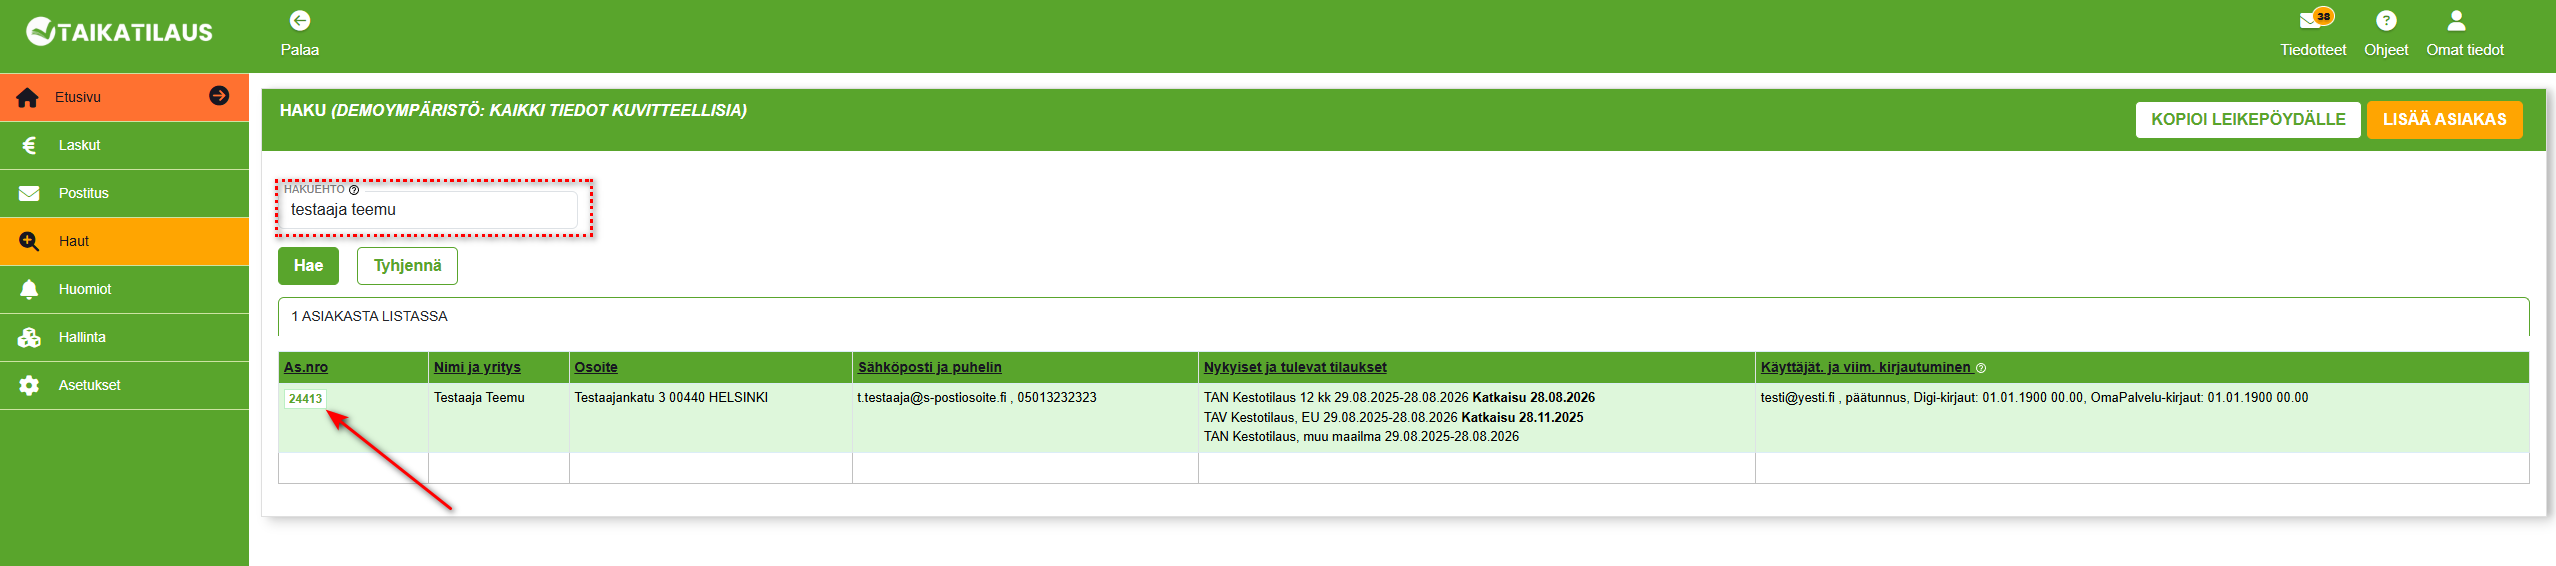 TAIKATILAUS
Palaa
38
Tiedotteet
Ohjeet
Omat tiedot
Etusivu
Laskut
Postitus
Haut
Huomiot
Hallinta
Asetukset
HAKU (DEMOYMPÄRISTÖ: KAIKKI TIEDOT KUVITTEELLISIA)
KOPIOI LEIKEPÖYDÄLLE
LISÄÄ ASIAKAS
HAKUEHTO ?
testaaja teemu
Hae
Tyhjennä
1 ASIAKASTA LISTASSA
As.nro Nimi ja yritys Osoite Sähköposti ja puhelin Nykyiset ja tulevat tilaukset Käyttäjät. ja viim. kirjautuminen ?
24413 Testaaja Teemu Testaajankatu 3 00440 HELSINKI t.testaaja@s-postiosoite.fi , 05013232323 TAN Kestotilaus 12 kk 29.08.2025-28.08.2026 Katkaisu 28.08.2026 testi@yesti.fi , päätunnus, Digi-kirjaut: 01.01.1900 00.00, OmaPalvelu-kirjaut: 01.01.1900 00.00
TAV Kestotilaus, EU 29.08.2025-28.08.2026 Katkaisu 28.11.2025
TAN Kestotilaus, muu maailma 29.08.2025-28.08.2026